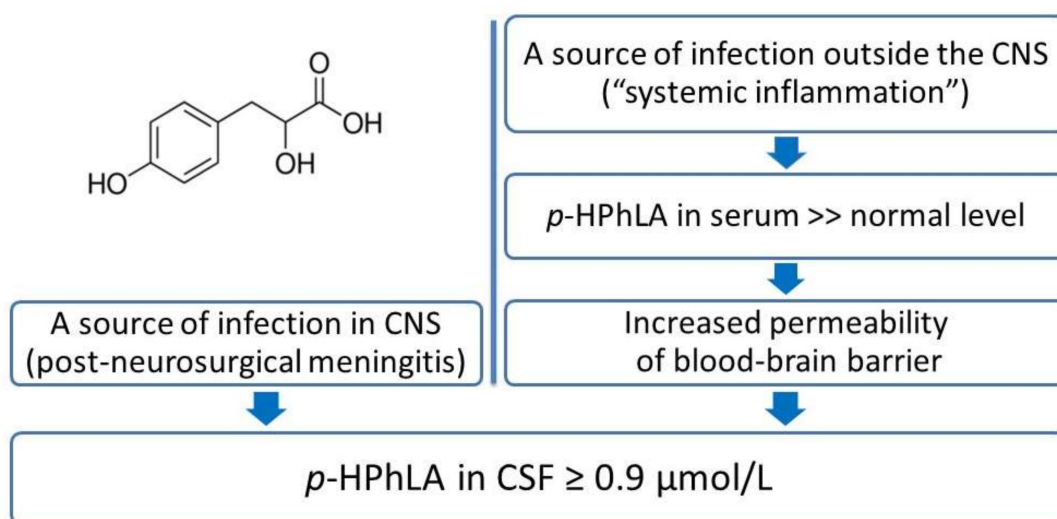 O
OH
OH
HO
A source of infection outside the CNS
(“systemic inflammation”)
p-HPhLA in serum >> normal level
A source of infection in CNS
(post-neurosurgical meningitis)
Increased permeability
of blood-brain barrier
p-HPhLA in CSF ≥ 0.9 µmol/L